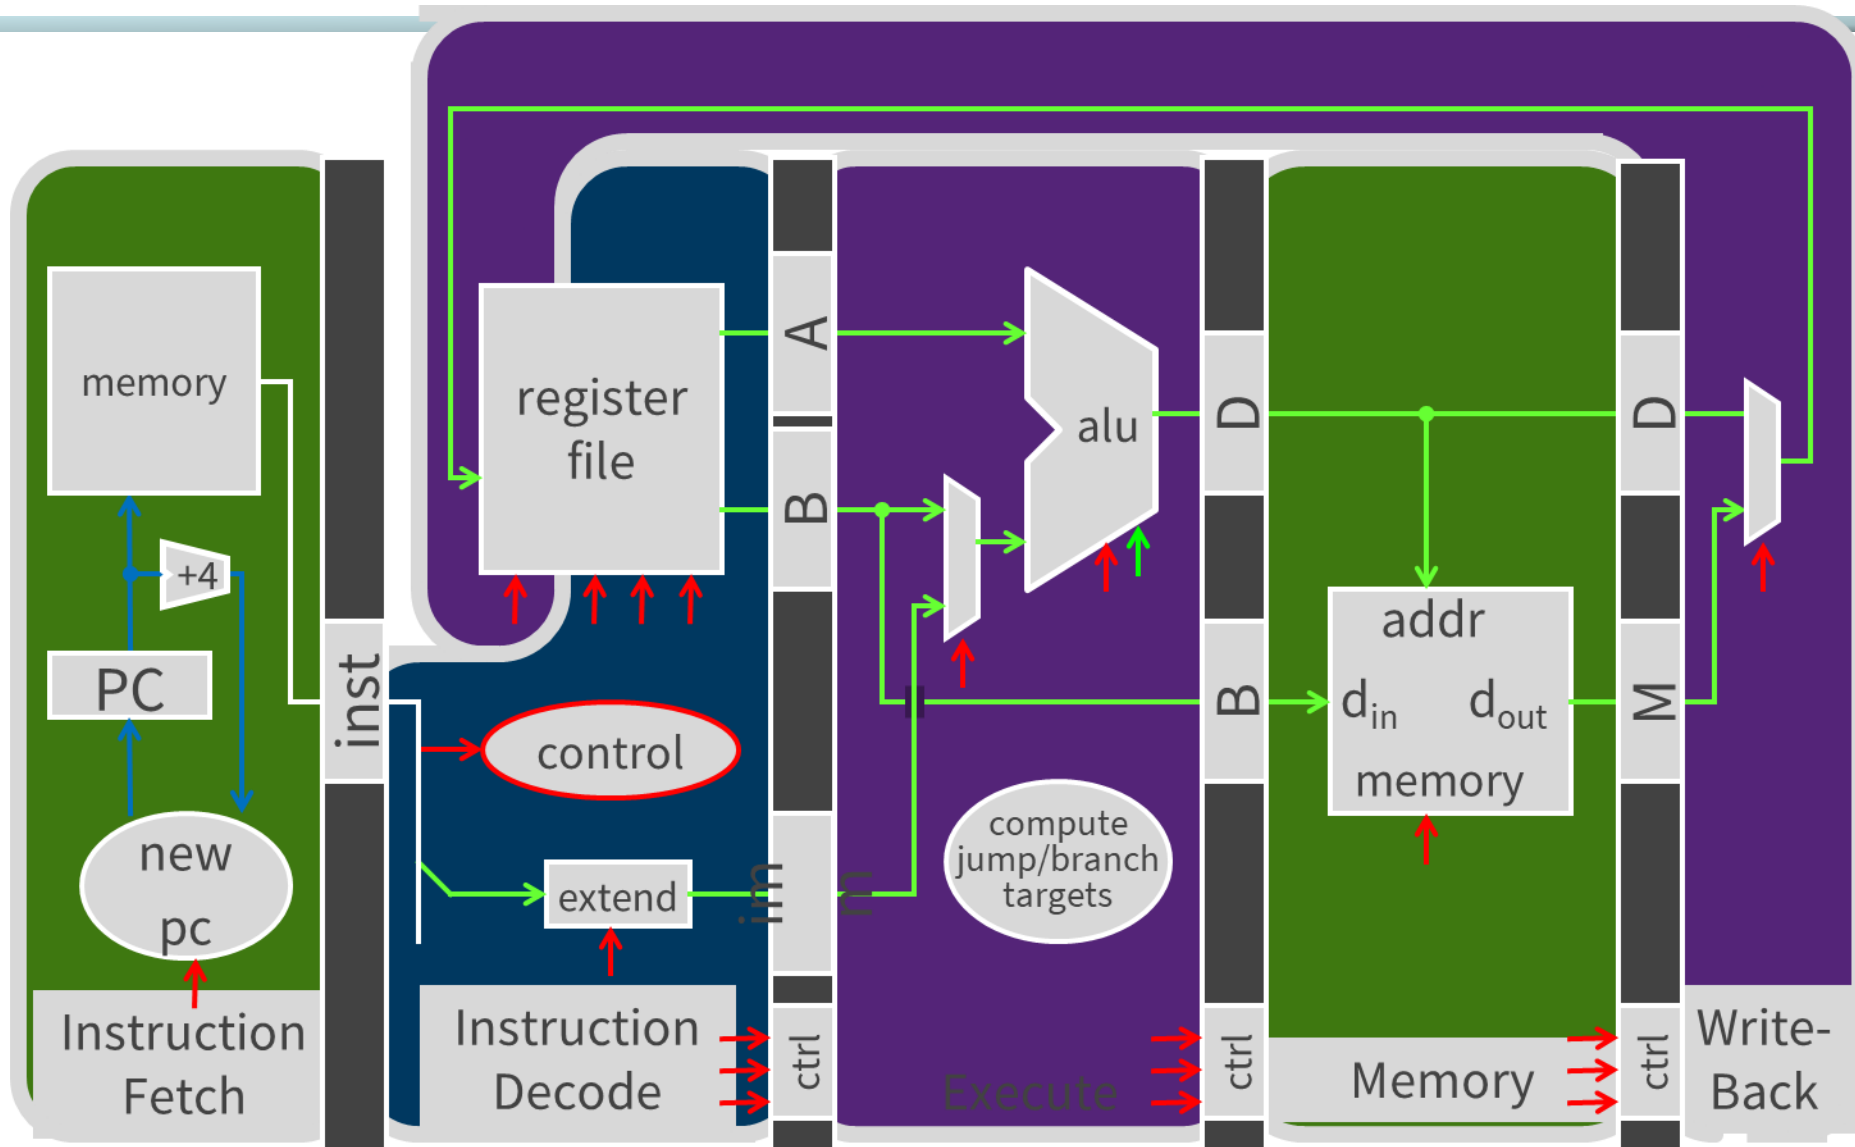 memory
+4
PC
new
pc
Instruction
Fetch
inst
register
file
control
extend
Instruction
Decode
A
B
im
m
ctrl
alu
compute
jump/branch
targets
Execute
D
B
ctrl
addr
din
dout
memory
Memory
D
M
ctrl
Write-
Back